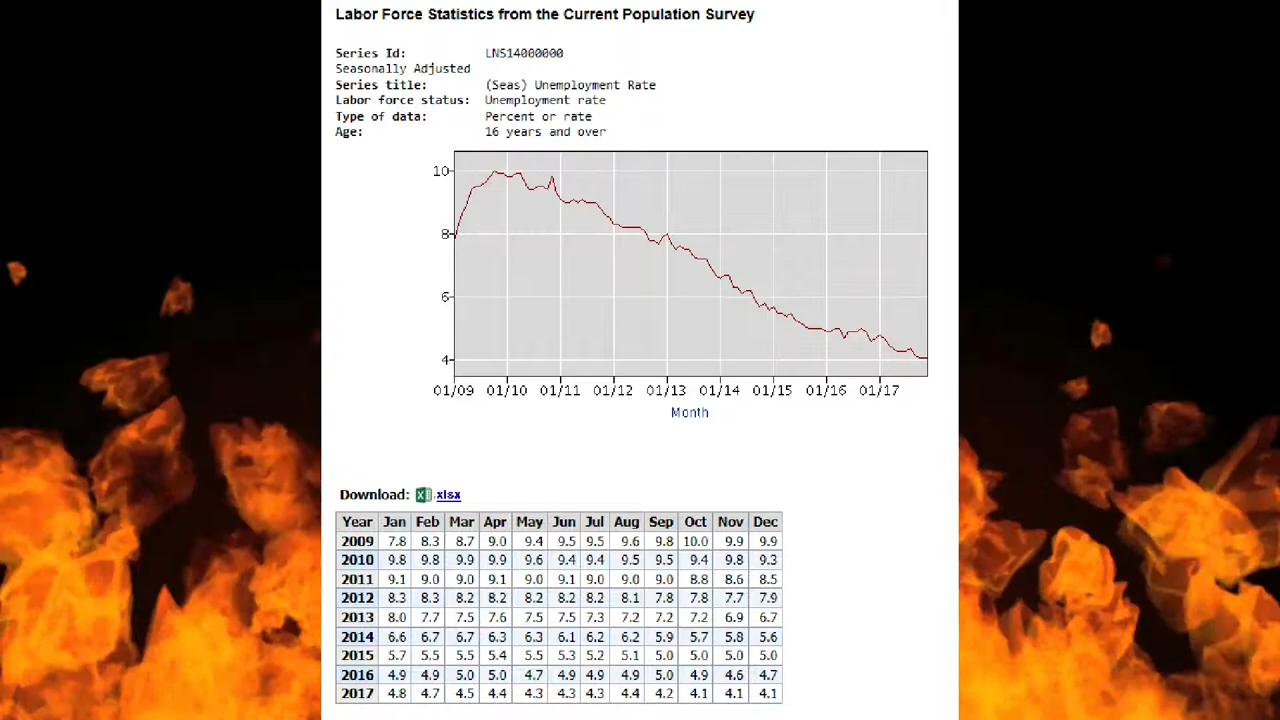 Labor Force Statistics from the Current Population Survey
Series Id: LNS14000000
Seasonally Adjusted
Series title: (Seas) Unemployment Rate
Labor force status: Unemployment rate
Type of data: Percent or rate
Age: 16 years and over
10
8
6
4
01/09 01/10 01/11 01/12 01/13 01/14 01/15 01/16 01/17
Month
Download: .xlsx
Year Jan Feb Mar Apr May Jun Jul Aug Sep Oct Nov Dec
2009 7.8 8.3 8.7 9.0 9.4 9.5 9.5 9.6 9.8 10.0 9.9 9.9
2010 9.8 9.8 9.9 9.9 9.6 9.4 9.4 9.5 9.5 9.4 9.8 9.3
2011 9.1 9.0 9.0 9.1 9.0 9.1 9.0 9.0 9.0 8.8 8.6 8.5
2012 8.3 8.3 8.2 8.2 8.2 8.2 8.2 8.1 7.8 7.8 7.7 7.9
2013 8.0 7.7 7.5 7.6 7.5 7.5 7.3 7.2 7.2 7.2 6.9 6.7
2014 6.6 6.7 6.7 6.3 6.3 6.1 6.2 6.2 5.9 5.7 5.8 5.6
2015 5.7 5.5 5.5 5.4 5.5 5.3 5.2 5.1 5.0 5.0 5.0 5.0
2016 4.9 4.9 5.0 5.0 4.7 4.9 4.9 4.9 5.0 4.9 4.6 4.7
2017 4.8 4.7 4.5 4.4 4.3 4.3 4.3 4.4 4.2 4.1 4.1 4.1